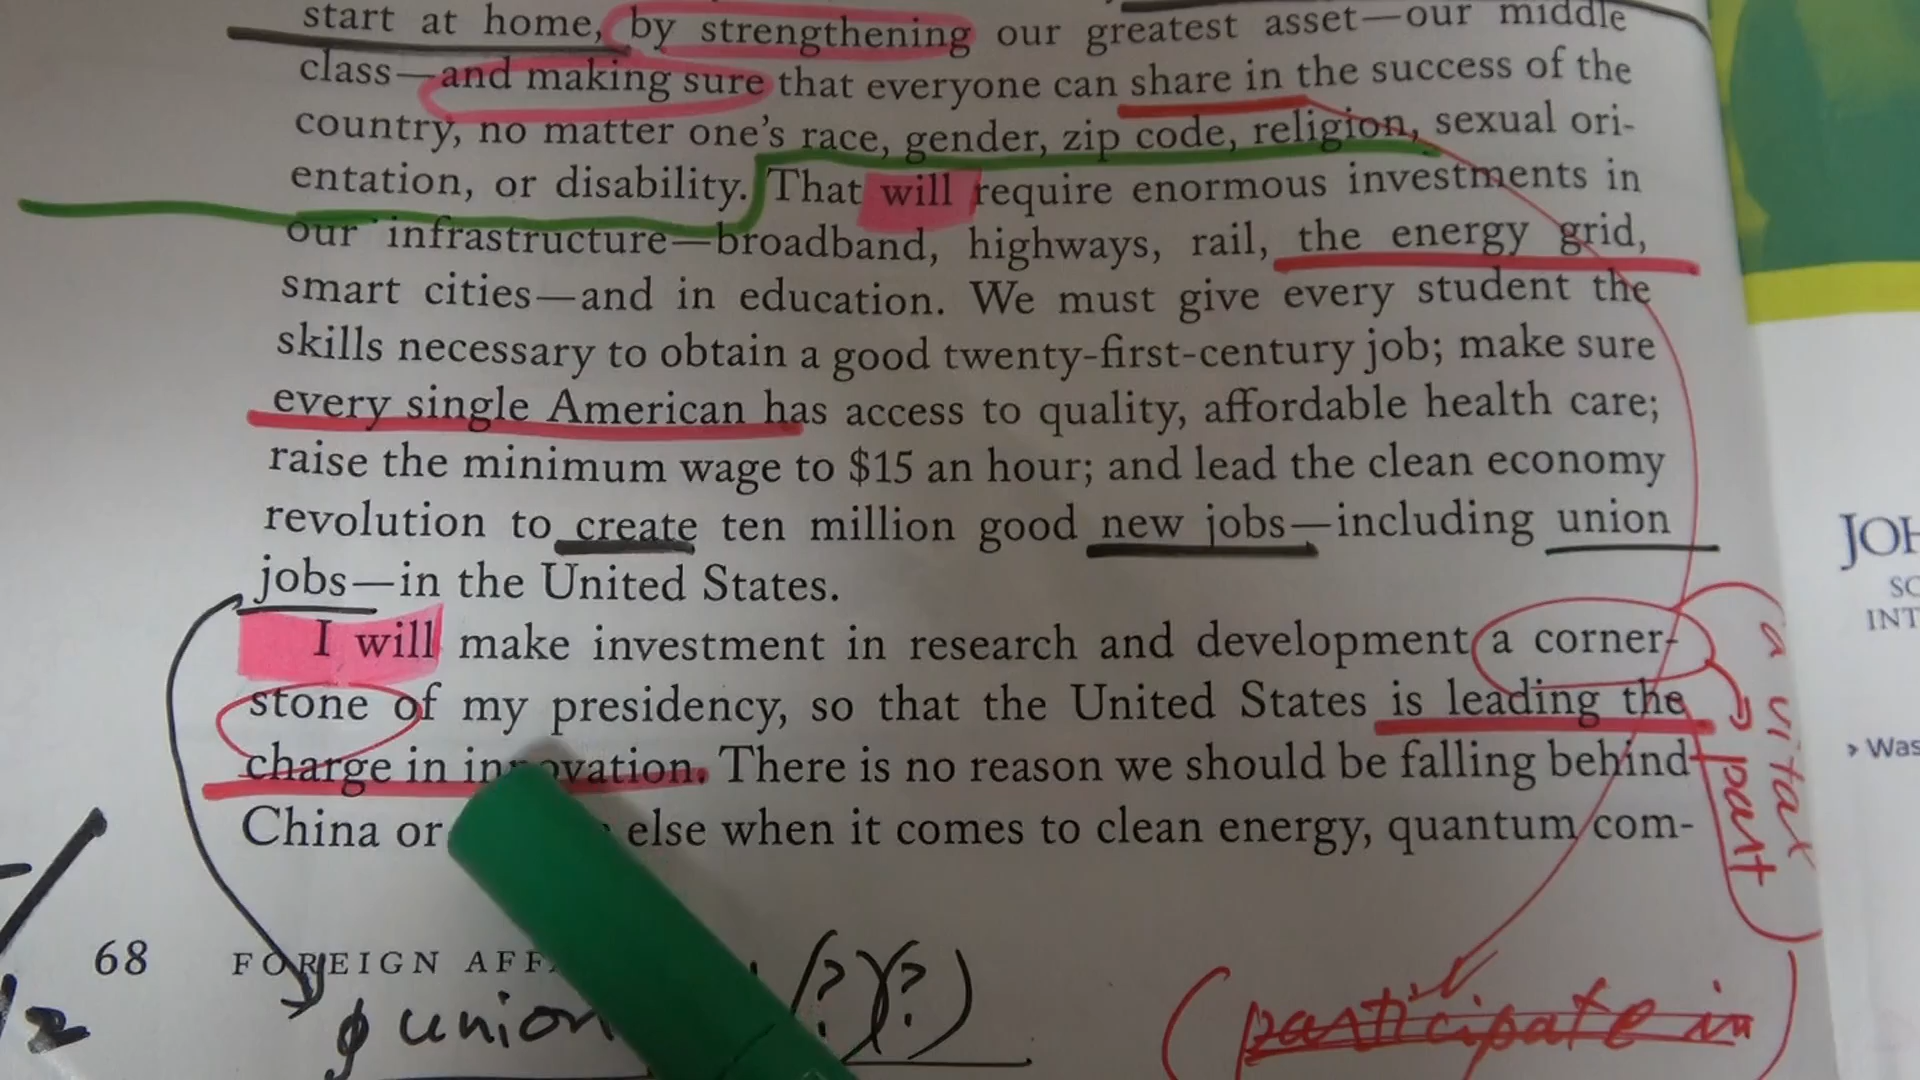 start at home, by strengthening our greatest asset—our middle
class—and making sure that everyone can share in the success of the
country, no matter one's race, gender, zip code, religion, sexual ori-
entation, or disability. That will require enormous investments in
our infrastructure—broadband, highways, rail, the energy grid,
smart cities—and in education. We must give every student the
skills necessary to obtain a good twenty-first-century job; make sure
every single American has access to quality, affordable health care;
raise the minimum wage to $15 an hour; and lead the clean economy
revolution to create ten million good new jobs—including union
jobs—in the United States.
I will make investment in research and development a corner-
stone of my presidency, so that the United States is leading the
charge in innovation. There is no reason we should be falling behind
China or else when it comes to clean energy, quantum com-
68 FOREIGN AFF
union (?)(?)
(participate in)
a vital
part
JOH
SC
INT
» Was